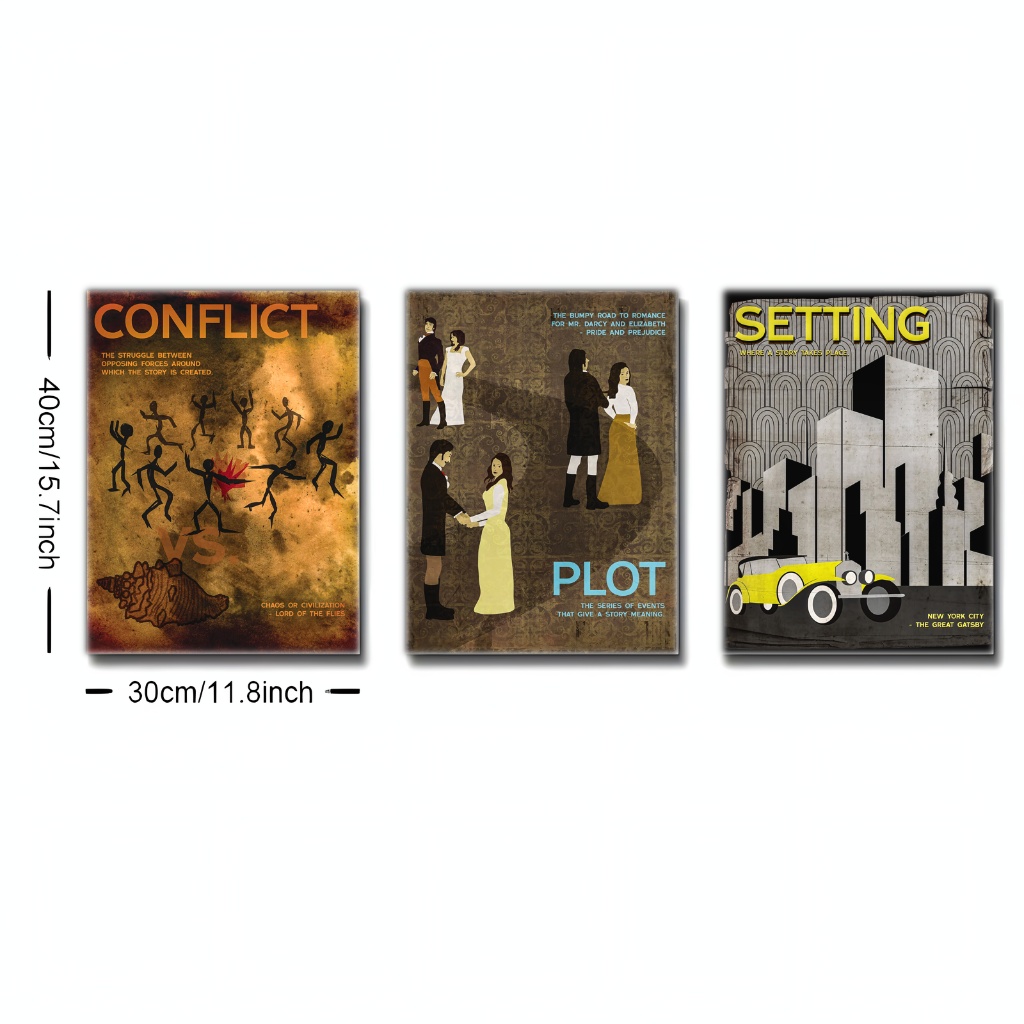 CONFLICT
THE STRUGGLE BETWEEN
OPPOSING FORCES AROUND
WHICH THE STORY IS CREATED.
VS.
CHAOS OR CIVILIZATION
- LORD OF THE FLIES
THE BUMPY ROAD TO ROMANCE
FOR MR. DARCY AND ELIZABETH
- PRIDE AND PREJUDICE
PLOT
THE SERIES OF EVENTS
THAT GIVE A STORY MEANING.
SETTING
WHERE A STORY TAKES PLACE.
NEW YORK CITY
- THE GREAT GATSBY
40cm/15.7inch
30cm/11.8inch